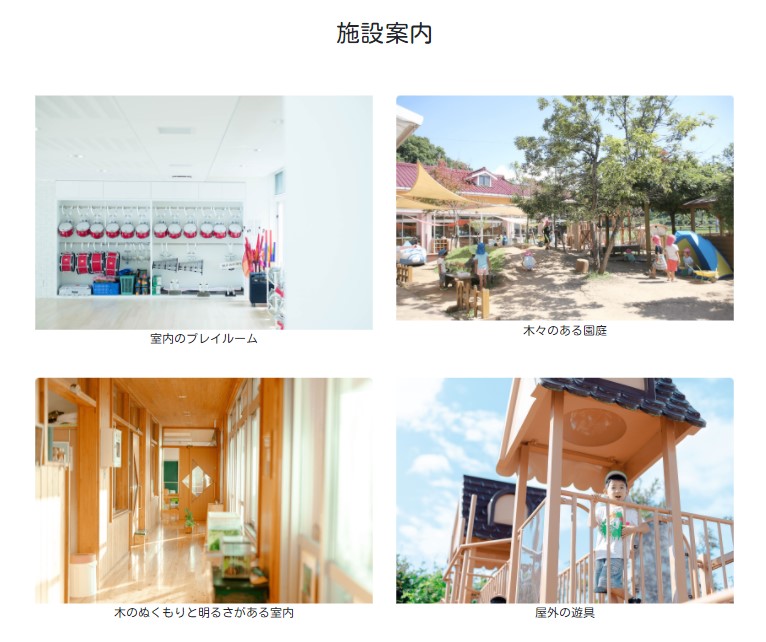 施設案内
室内のプレイルーム
木々のある園庭
木のぬくもりと明るさがある室内
屋外の遊具